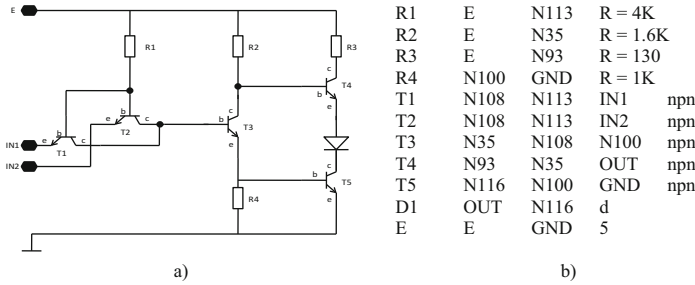 E
R1
R2
R3
c
T4
b
e
b
c
e
T2
c
b
T3
e
b
e
c
T1
IN1
IN2
c
b
T5
e
R4
a)
R1 E N113 R = 4K
R2 E N35 R = 1.6K
R3 E N93 R = 130
R4 N100 GND R = 1K
T1 N108 N113 IN1 npn
T2 N108 N113 IN2 npn
T3 N35 N108 N100 npn
T4 N93 N35 OUT npn
T5 N116 N100 GND npn
D1 OUT N116 d
E E GND 5
b)